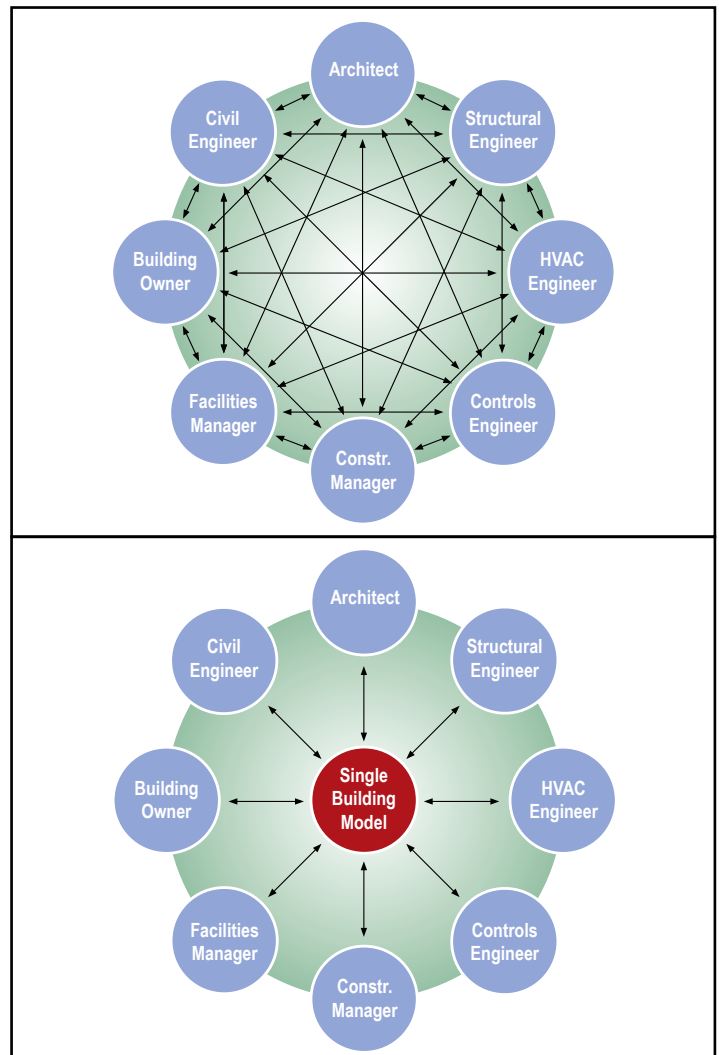 Architect
Civil
Engineer
Structural
Engineer
Building
Owner
HVAC
Engineer
Facilities
Manager
Controls
Engineer
Constr.
Manager
Architect
Civil
Engineer
Structural
Engineer
Building
Owner
Single
Building
Model
HVAC
Engineer
Facilities
Manager
Controls
Engineer
Constr.
Manager